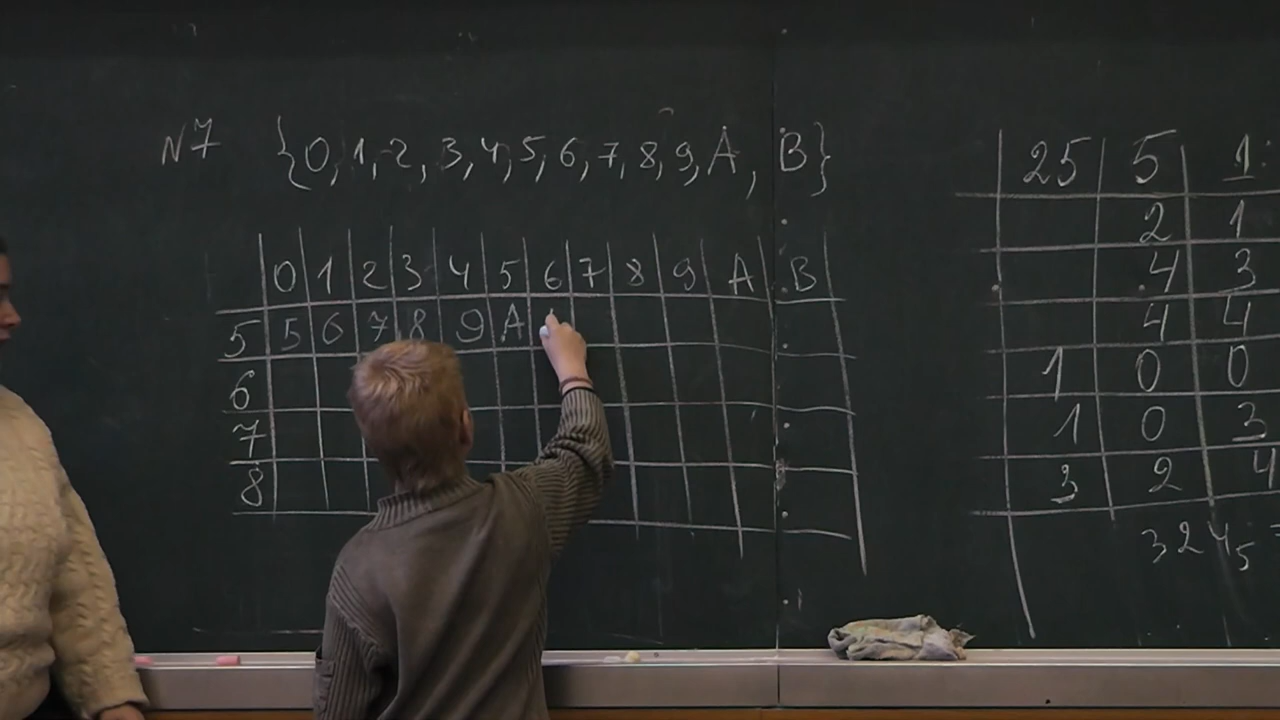 N7 {0, 1, 2, 3, 4, 5, 6, 7, 8, 9, A, B}
0 1 2 3 4 5 6 7 8 9 A B
5 5 6 7 8 9 A
6
7
8
25 5 1
2 1
4 3
4 4
1 0 0
1 0 3
3 2 4
324₅